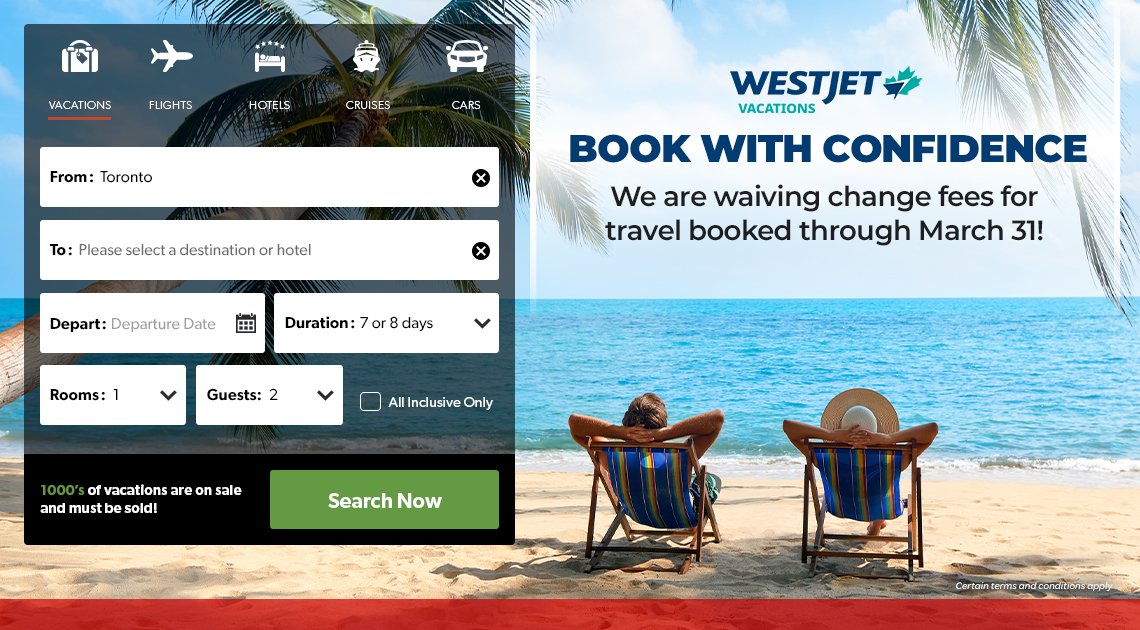 VACATIONS
FLIGHTS
HOTELS
CRUISES
CARS
From: Toronto
To: Please select a destination or hotel
Depart: Departure Date
Duration: 7 or 8 days
Rooms: 1
Guests: 2
All Inclusive Only
1000's of vacations are on sale
and must be sold!
Search Now
WESTJET
VACATIONS
BOOK WITH CONFIDENCE
We are waiving change fees for
travel booked through March 31!
Certain terms and conditions apply